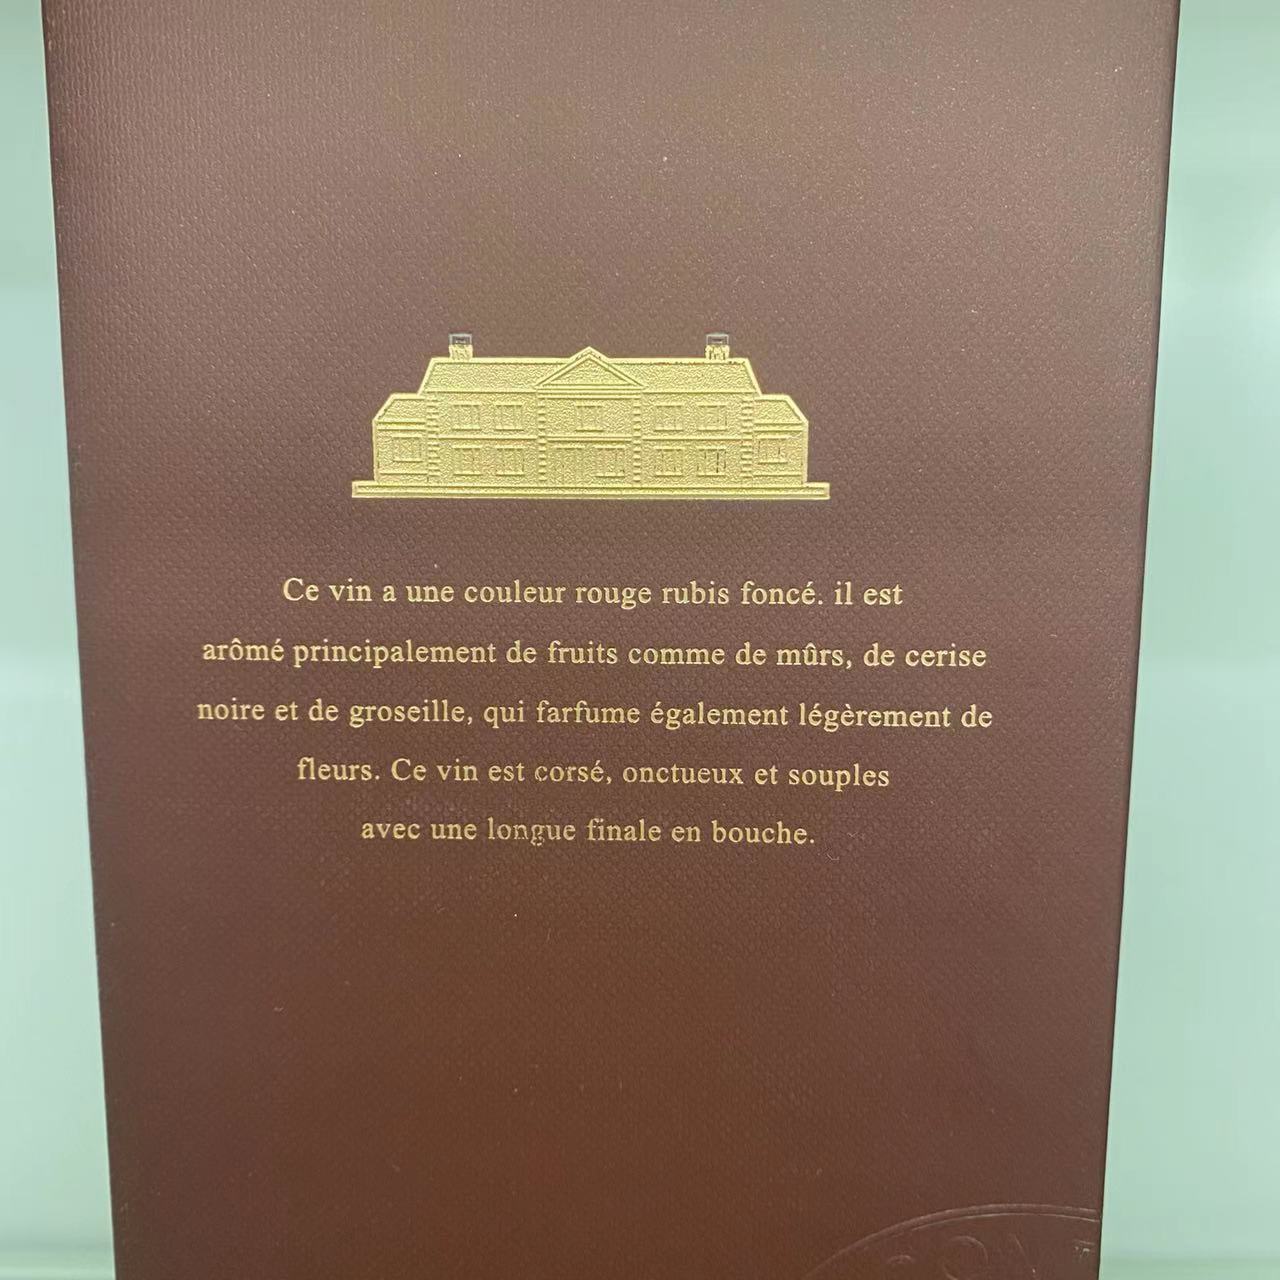 Ce vin a une couleur rouge rubis foncé. il est
arômé principalement de fruits comme de mûrs, de cerise
noire et de groseille, qui farfume également légèrement de
fleurs. Ce vin est corsé, onctueux et souples
avec une longue finale en bouche.